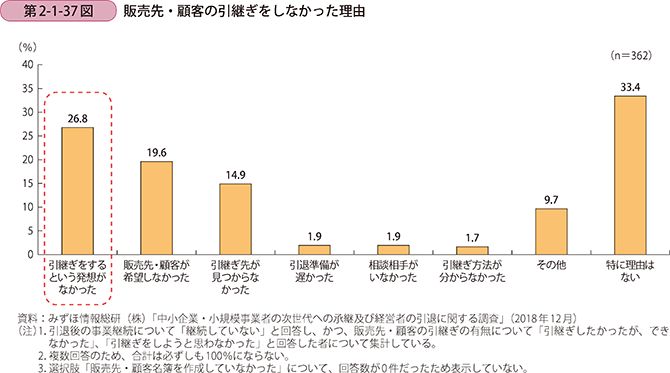 第2-1-37図 販売先・顧客の引継ぎをしなかった理由
(%)
(n=362)
40
35
30
25
20
15
10
5
0
26.8
19.6
14.9
1.9
1.9
1.7
9.7
33.4
引継ぎをする
という発想が
なかった
販売先・顧客が
希望しなかった
引継ぎ先が
見つからな
かった
引退準備が
遅かった
相談相手が
いなかった
引継ぎ方法が
分からなかった
その他
特に理由は
ない
資料:みずほ情報総研(株)「中小企業・小規模事業者の次世代への承継及び経営者の引退に関する調査」(2018年12月)
(注)1. 引退後の事業継続について「継続していない」と回答し、かつ、販売先・顧客の引継ぎの有無について「引継ぎしたかったが、でき
なかった」、「引継ぎをしようと思わなかった」と回答した者について集計している。
2. 複数回答のため、合計は必ずしも100%にならない。
3. 選択肢「販売先・顧客名簿を作成していなかった」について、回答数が0件だったため表示していない。